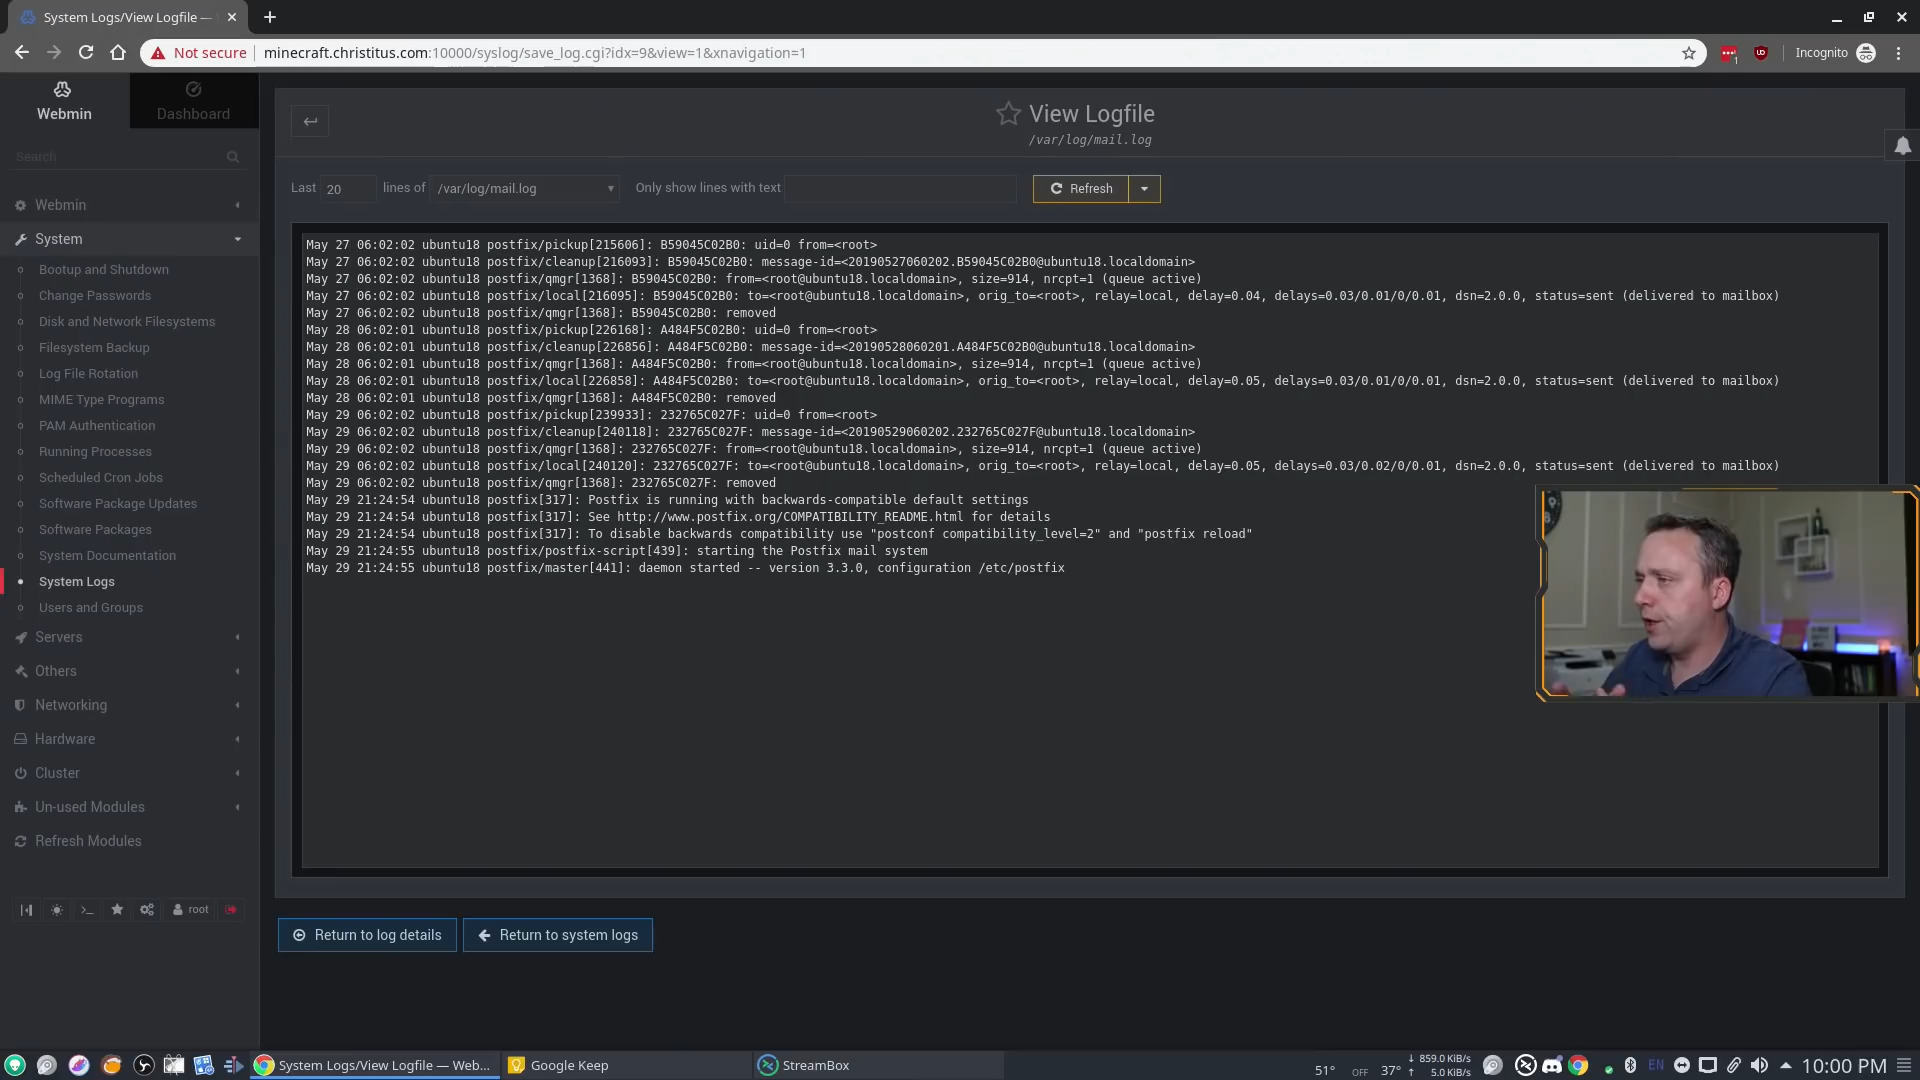 System Logs/View Logfile —
Not secure
minecraft.christitus.com:10000/syslog/save_log.cgi?idx=9&view=1&xnavigation=1
1
Incognito
Webmin
Dashboard
View Logfile
/var/log/mail.log
Search
Last 20 lines of /var/log/mail.log Only show lines with text Refresh
Webmin
System
Bootup and Shutdown
Change Passwords
Disk and Network Filesystems
Filesystem Backup
Log File Rotation
MIME Type Programs
PAM Authentication
Running Processes
Scheduled Cron Jobs
Software Package Updates
Software Packages
System Documentation
System Logs
Users and Groups
Servers
Others
Networking
Hardware
Cluster
Un-used Modules
Refresh Modules
root
May 27 06:02:02 ubuntu18 postfix/pickup[215606]: B59045C02B0: uid=0 from=<root>
May 27 06:02:02 ubuntu18 postfix/cleanup[216093]: B59045C02B0: message-id=<20190527060202.B59045C02B0@ubuntu18.localdomain>
May 27 06:02:02 ubuntu18 postfix/qmgr[1368]: B59045C02B0: from=<root@ubuntu18.localdomain>, size=914, nrcpt=1 (queue active)
May 27 06:02:02 ubuntu18 postfix/local[216095]: B59045C02B0: to=<root@ubuntu18.localdomain>, orig_to=<root>, relay=local, delay=0.04, delays=0.03/0.01/0/0.01, dsn=2.0.0, status=sent (delivered to mailbox)
May 27 06:02:02 ubuntu18 postfix/qmgr[1368]: B59045C02B0: removed
May 28 06:02:01 ubuntu18 postfix/pickup[226168]: A484F5C02B0: uid=0 from=<root>
May 28 06:02:01 ubuntu18 postfix/cleanup[226856]: A484F5C02B0: message-id=<20190528060201.A484F5C02B0@ubuntu18.localdomain>
May 28 06:02:01 ubuntu18 postfix/qmgr[1368]: A484F5C02B0: from=<root@ubuntu18.localdomain>, size=914, nrcpt=1 (queue active)
May 28 06:02:01 ubuntu18 postfix/local[226858]: A484F5C02B0: to=<root@ubuntu18.localdomain>, orig_to=<root>, relay=local, delay=0.05, delays=0.03/0.01/0/0.01, dsn=2.0.0, status=sent (delivered to mailbox)
May 28 06:02:01 ubuntu18 postfix/qmgr[1368]: A484F5C02B0: removed
May 29 06:02:02 ubuntu18 postfix/pickup[239933]: 232765C027F: uid=0 from=<root>
May 29 06:02:02 ubuntu18 postfix/cleanup[240118]: 232765C027F: message-id=<20190529060202.232765C027F@ubuntu18.localdomain>
May 29 06:02:02 ubuntu18 postfix/qmgr[1368]: 232765C027F: from=<root@ubuntu18.localdomain>, size=914, nrcpt=1 (queue active)
May 29 06:02:02 ubuntu18 postfix/local[240120]: 232765C027F: to=<root@ubuntu18.localdomain>, orig_to=<root>, relay=local, delay=0.05, delays=0.03/0.02/0/0.01, dsn=2.0.0, status=sent (delivered to mailbox)
May 29 06:02:02 ubuntu18 postfix/qmgr[1368]: 232765C027F: removed
May 29 21:24:54 ubuntu18 postfix[317]: Postfix is running with backwards-compatible default settings
May 29 21:24:54 ubuntu18 postfix[317]: See http://www.postfix.org/COMPATIBILITY_README.html for details
May 29 21:24:54 ubuntu18 postfix[317]: To disable backwards compatibility use "postconf compatibility_level=2" and "postfix reload"
May 29 21:24:55 ubuntu18 postfix/postfix-script[439]: starting the Postfix mail system
May 29 21:24:55 ubuntu18 postfix/master[441]: daemon started -- version 3.3.0, configuration /etc/postfix
Return to log details
Return to system logs
System Logs/View Logfile — Web...
Google Keep
StreamBox
51°
OFF
37°
↓ 859.0 KiB/s
↑ 5.0 KiB/s
EN
10:00 PM